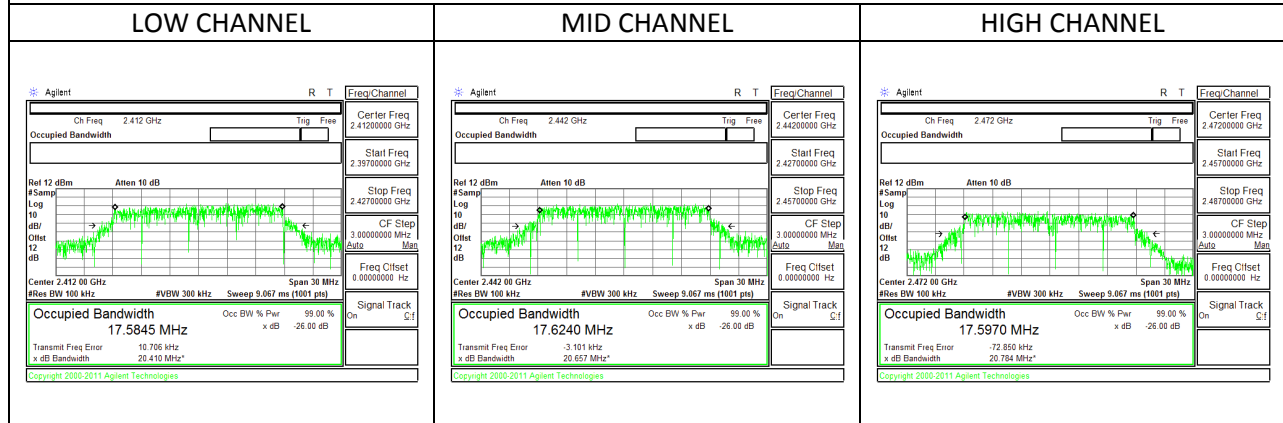 LOW CHANNEL
MID CHANNEL
HIGH CHANNEL
Agilent R T Freq/Channel
Ch Freq 2.412 GHz Trig Free
Occupied Bandwidth
Center Freq
2.41200000 GHz
Start Freq
2.39700000 GHz
Stop Freq
2.42700000 GHz
CF Step
3.00000000 MHz
Auto Man
Freq Offset
0.00000000 Hz
Signal Track
On
Ref 12 dBm Atten 10 dB
#Samp
Log
10
dB/
Offst
12
dB
Center 2.412 00 GHz Span 30 MHz
#Res BW 100 kHz #VBW 300 kHz Sweep 9.067 ms (1001 pts)
Occupied Bandwidth Occ BW % Pwr 99.00 %
17.5845 MHz x dB -26.00 dB
Transmit Freq Error 10.706 kHz
x dB Bandwidth 20.410 MHz*
Copyright 2000-2011 Agilent Technologies
Agilent R T Freq/Channel
Ch Freq 2.442 GHz Trig Free
Occupied Bandwidth
Center Freq
2.44200000 GHz
Start Freq
2.42700000 GHz
Stop Freq
2.45700000 GHz
CF Step
3.00000000 MHz
Auto Man
Freq Offset
0.00000000 Hz
Signal Track
On
Ref 12 dBm Atten 10 dB
#Samp
Log
10
dB/
Offst
12
dB
Center 2.442 00 GHz Span 30 MHz
#Res BW 100 kHz #VBW 300 kHz Sweep 9.067 ms (1001 pts)
Occupied Bandwidth Occ BW % Pwr 99.00 %
17.6240 MHz x dB -26.00 dB
Transmit Freq Error -3.101 kHz
x dB Bandwidth 20.657 MHz*
Copyright 2000-2011 Agilent Technologies
Agilent R T Freq/Channel
Ch Freq 2.472 GHz Trig Free
Occupied Bandwidth
Center Freq
2.47200000 GHz
Start Freq
2.45700000 GHz
Stop Freq
2.48700000 GHz
CF Step
3.00000000 MHz
Auto Man
Freq Offset
0.00000000 Hz
Signal Track
On
Ref 12 dBm Atten 10 dB
#Samp
Log
10
dB/
Offst
12
dB
Center 2.472 00 GHz Span 30 MHz
#Res BW 100 kHz #VBW 300 kHz Sweep 9.067 ms (1001 pts)
Occupied Bandwidth Occ BW % Pwr 99.00 %
17.5970 MHz x dB -26.00 dB
Transmit Freq Error -72.850 kHz
x dB Bandwidth 20.784 MHz*
Copyright 2000-2011 Agilent Technologies